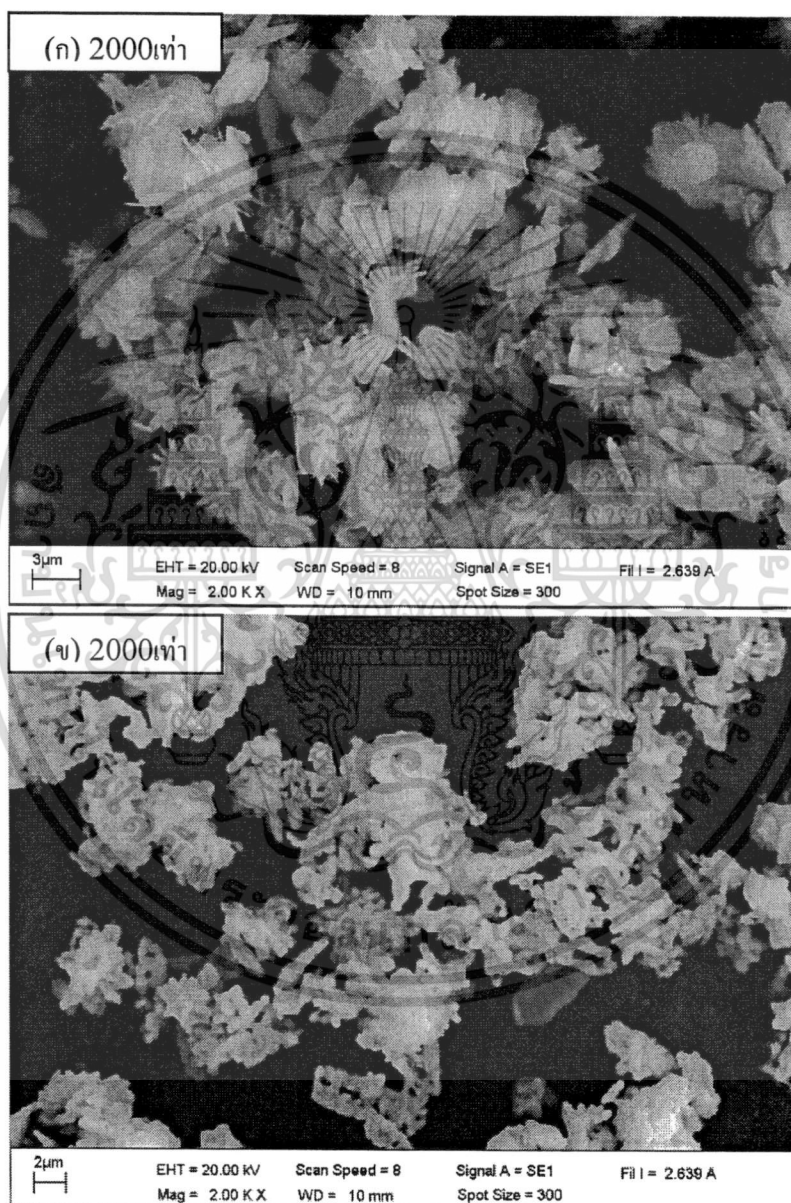 (ก) 2000เท่า
3µm
EHT = 20.00 kV Scan Speed = 8 Signal A = SE1 Fil I = 2.639 A
Mag = 2.00 K X WD = 10 mm Spot Size = 300
(ข) 2000เท่า
2µm
EHT = 20.00 kV Scan Speed = 8 Signal A = SE1 Fil I = 2.639 A
Mag = 2.00 K X WD = 10 mm Spot Size = 300